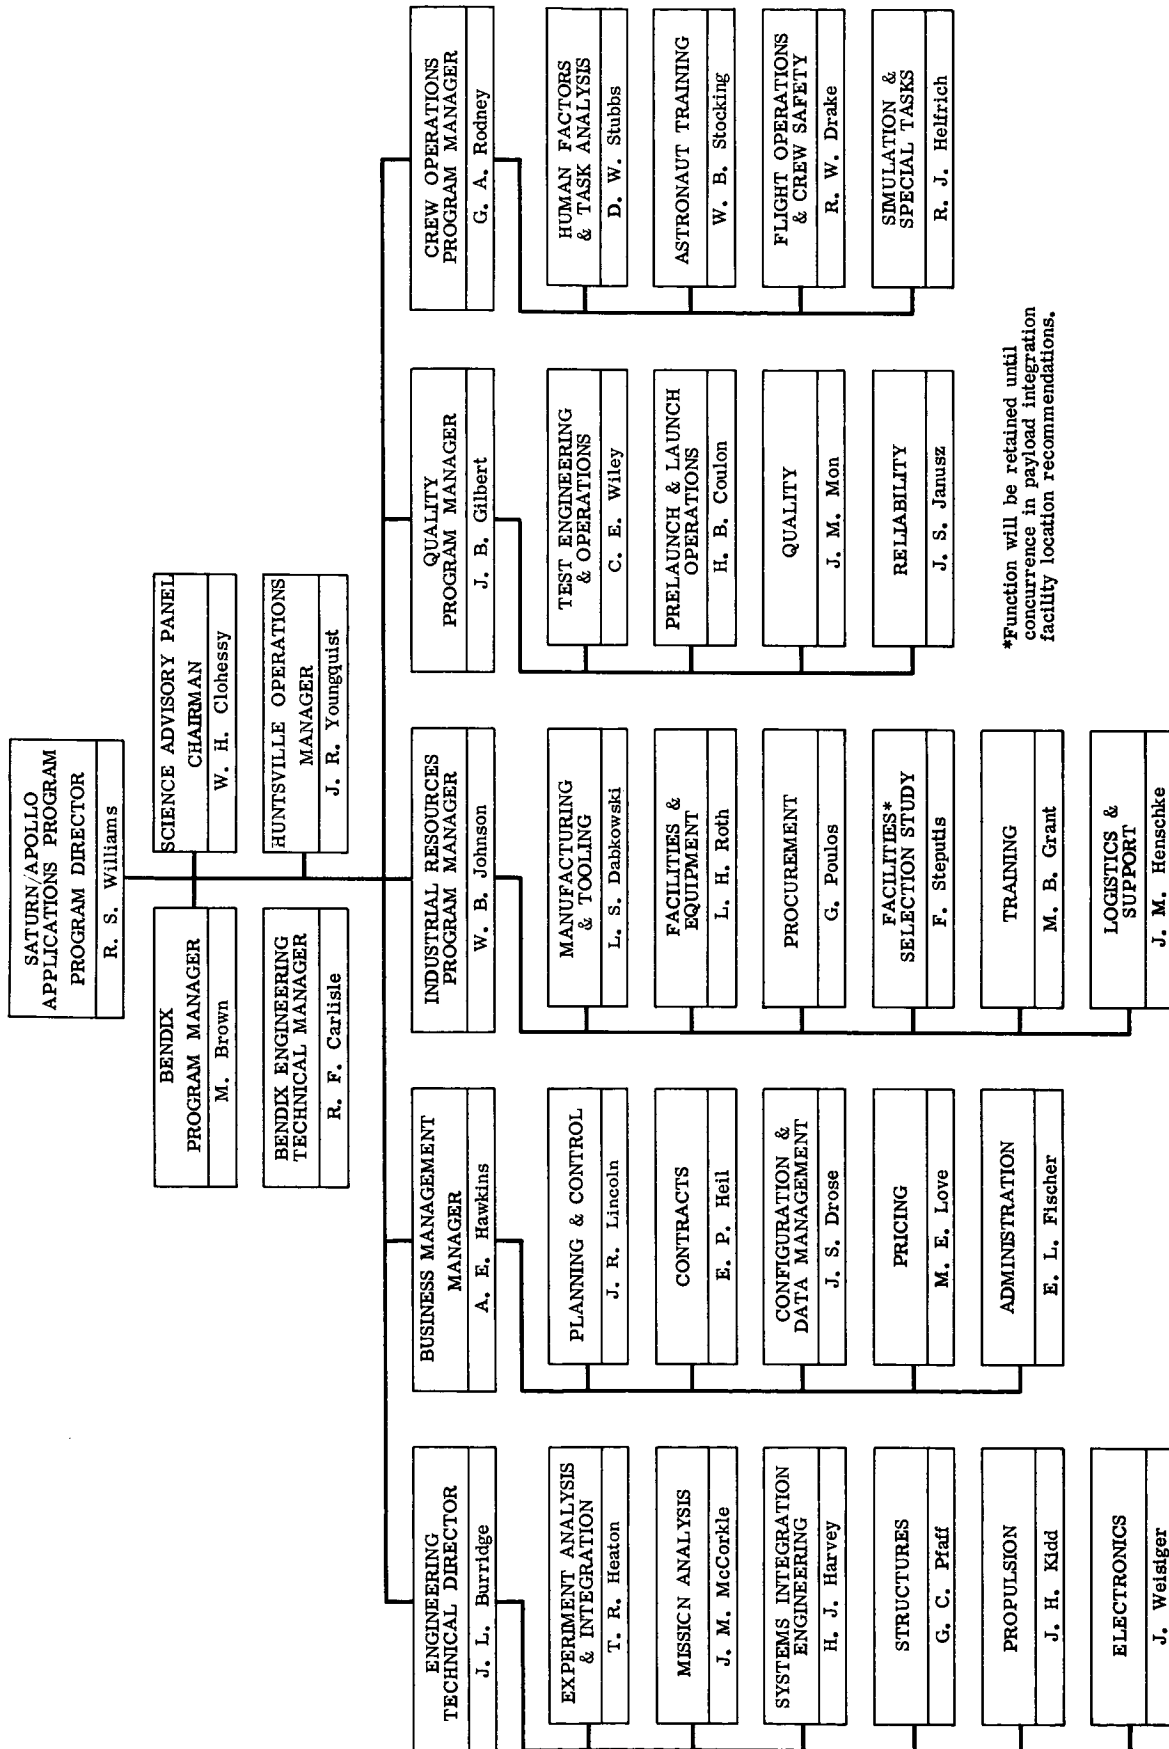 SATURN/APOLLO
APPLICATIONS PROGRAM
PROGRAM DIRECTOR
R. S. Williams
BENDIX
PROGRAM MANAGER
M. Brown
SCIENCE ADVISORY PANEL
CHAIRMAN
W. H. Clohessy
BENDIX ENGINEERING
TECHNICAL MANAGER
R. F. Carlisle
HUNTSVILLE OPERATIONS
MANAGER
J. R. Youngquist
ENGINEERING
TECHNICAL DIRECTOR
J. L. Burridge
EXPERIMENT ANALYSIS
& INTEGRATION
T. R. Heaton
MISSION ANALYSIS
J. M. McCorkle
SYSTEMS INTEGRATION
ENGINEERING
H. J. Harvey
STRUCTURES
G. C. Pfaff
PROPULSION
J. H. Kidd
ELECTRONICS
J. Weisiger
BUSINESS MANAGEMENT
MANAGER
A. E. Hawkins
PLANNING & CONTROL
J. R. Lincoln
CONTRACTS
E. P. Heil
CONFIGURATION &
DATA MANAGEMENT
J. S. Drose
PRICING
M. E. Love
ADMINISTRATION
E. L. Fischer
INDUSTRIAL RESOURCES
PROGRAM MANAGER
W. B. Johnson
MANUFACTURING
& TOOLING
L. S. Dabkowski
FACILITIES &
EQUIPMENT
L. H. Roth
PROCUREMENT
G. Poulos
FACILITIES*
SELECTION STUDY
F. Steputis
TRAINING
M. B. Grant
LOGISTICS &
SUPPORT
J. M. Henschke
QUALITY
PROGRAM MANAGER
J. B. Gilbert
TEST ENGINEERING
& OPERATIONS
C. E. Wiley
PRELAUNCH & LAUNCH
OPERATIONS
H. B. Coulon
QUALITY
J. M. Mon
RELIABILITY
J. S. Janusz
CREW OPERATIONS
PROGRAM MANAGER
G. A. Rodney
HUMAN FACTORS
& TASK ANALYSIS
D. W. Stubbs
ASTRONAUT TRAINING
W. B. Stocking
FLIGHT OPERATIONS
& CREW SAFETY
R. W. Drake
SIMULATION &
SPECIAL TASKS
R. J. Helfrich
*Function will be retained until
concurrence in payload integration
facility location recommendations.